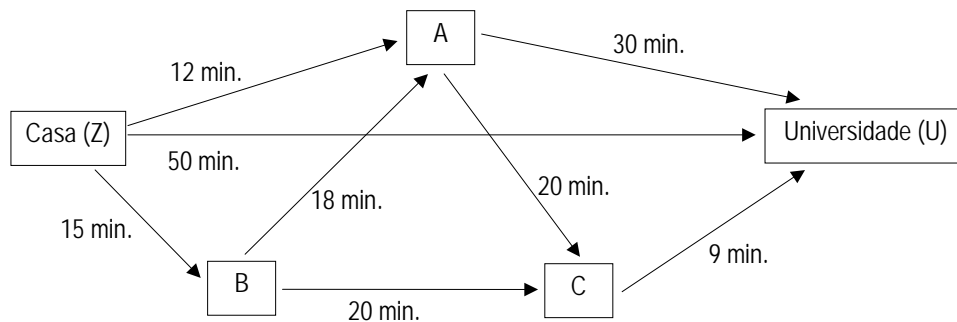 A
30 min.
12 min.
Casa (Z)
Universidade (U)
50 min.
18 min.
20 min.
15 min.
9 min.
B
C
20 min.